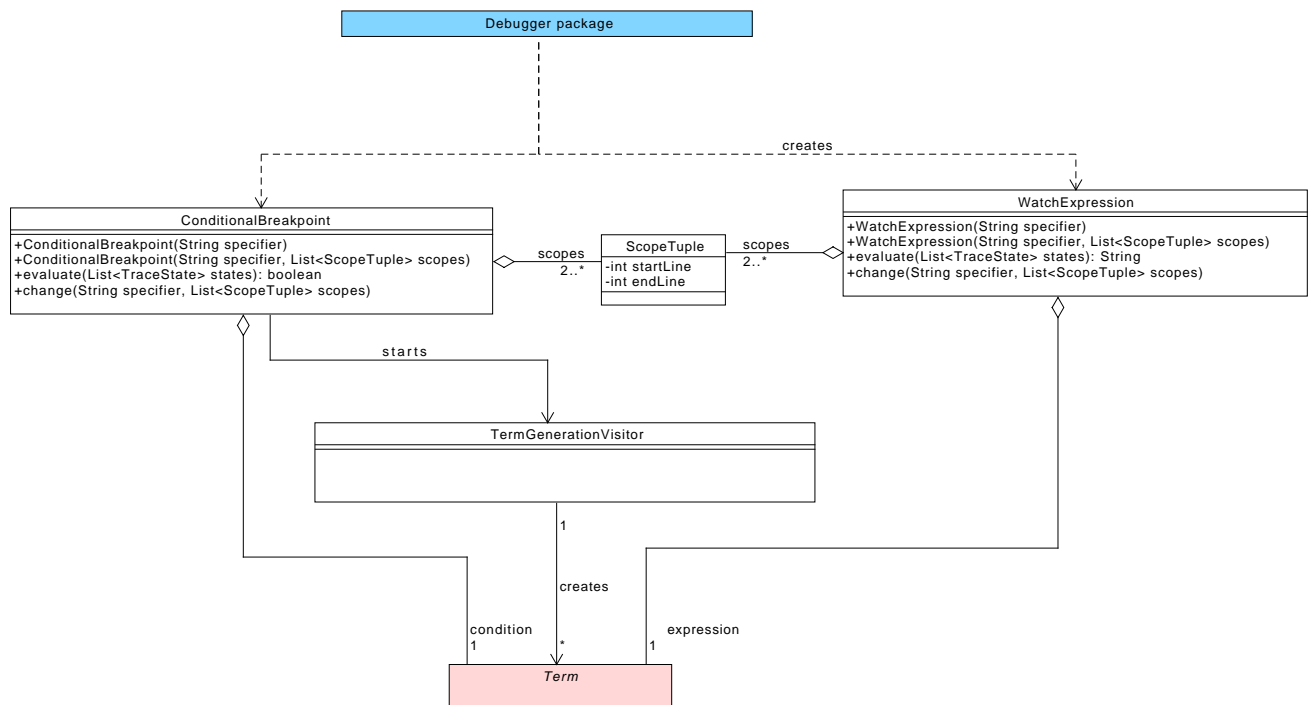 Debugger package
creates
ConditionalBreakpoint
+ConditionalBreakpoint(String specifier)
+ConditionalBreakpoint(String specifier, List<ScopeTuple> scopes)
+evaluate(List<TraceState> states): boolean
+change(String specifier, List<ScopeTuple> scopes)
scopes
2..*
ScopeTuple
-int startLine
-int endLine
scopes
2..*
WatchExpression
+WatchExpression(String specifier)
+WatchExpression(String specifier, List<ScopeTuple> scopes)
+evaluate(List<TraceState> states): String
+change(String specifier, List<ScopeTuple> scopes)
starts
TermGenerationVisitor
1
creates
*
condition
1
expression
1
Term